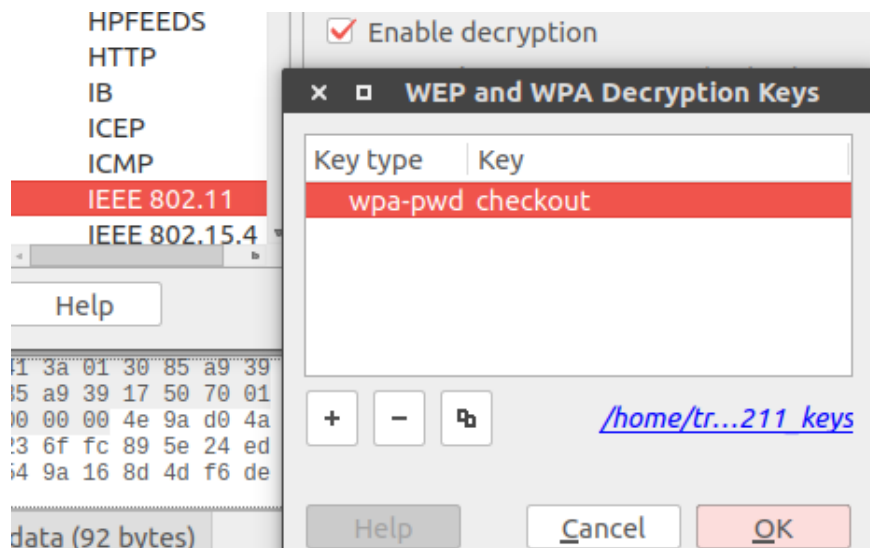 HPFEEDS
HTTP
IB
ICEP
ICMP
IEEE 802.11
IEEE 802.15.4
Help
Enable decryption
WEP and WPA Decryption Keys
Key type Key
wpa-pwd checkout
+ −
/home/tr...211_keys
Help Cancel OK
3a 01 30 85 a9 39
a9 39 17 50 70 01
00 00 4e 9a d0 4a
6f fc 89 5e 24 ed
9a 16 8d 4d f6 de
data (92 bytes)